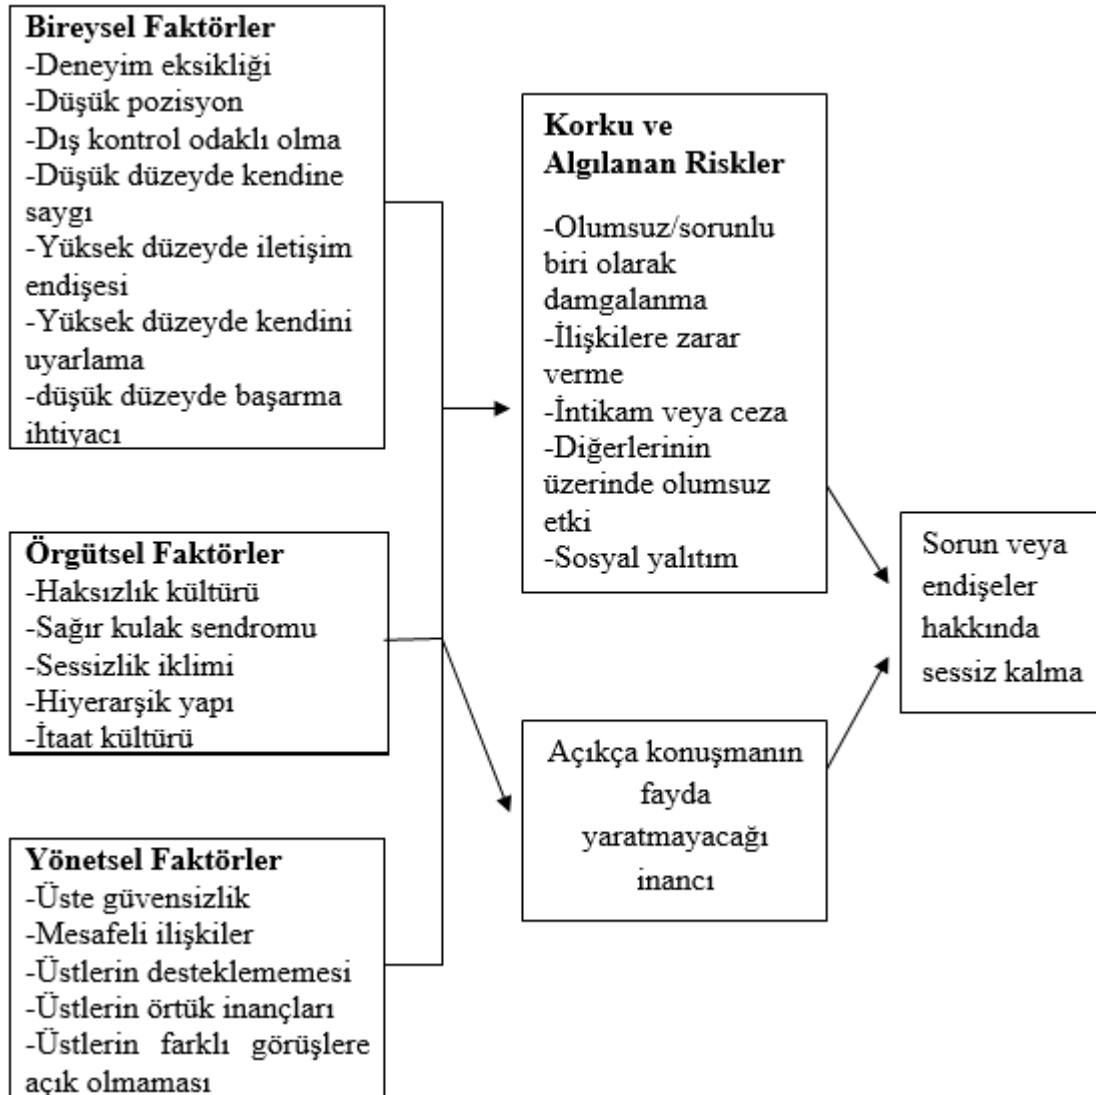 Bireysel Faktörler
-Deneyim eksikliği
-Düşük pozisyon
-Dış kontrol odaklı olma
-Düşük düzeyde kendine
saygı
-Yüksek düzeyde iletişim
endişesi
-Yüksek düzeyde kendini
uyarlama
-düşük düzeyde başarma
ihtiyacı
Örgütsel Faktörler
-Haksızlık kültürü
-Sağır kulak sendromu
-Sessizlik iklimi
-Hiyerarşik yapı
-İtaat kültürü
Yönetsel Faktörler
-Üste güvensizlik
-Mesafeli ilişkiler
-Üstlerin desteklememesi
-Üstlerin örtük inançları
-Üstlerin farklı görüşlere
açık olmaması
Korku ve
Algılanan Riskler
-Olumsuz/sorunlu
biri olarak
damgalanma
-İlişkilere zarar
verme
-İntikam veya ceza
-Diğerlerinin
üzerinde olumsuz
etki
-Sosyal yalıtım
Açıkça konuşmanın
fayda
yaratmayacağı
inancı
Sorun veya
endişeler
hakkında
sessiz kalma